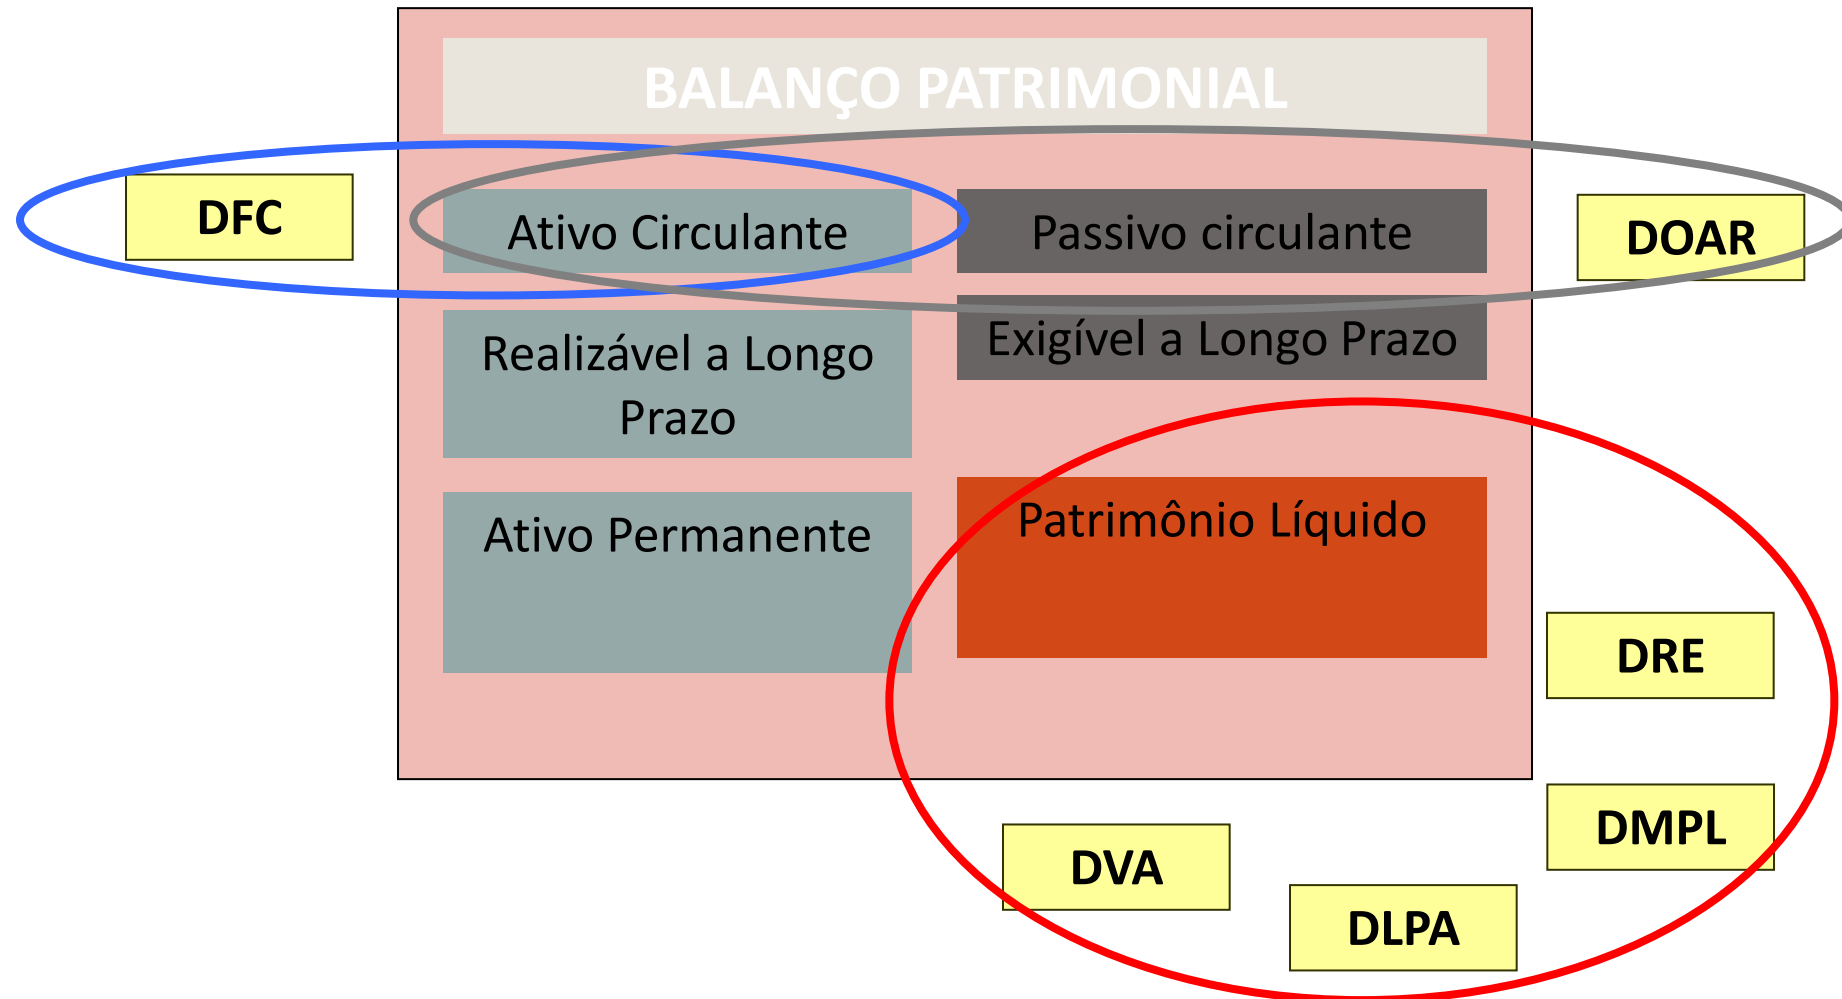 BALANÇO PATRIMONIAL
DFC
Ativo Circulante
Passivo circulante
DOAR
Realizável a Longo
Prazo
Exigível a Longo Prazo
Ativo Permanente
Patrimônio Líquido
DRE
DMPL
DVA
DLPA